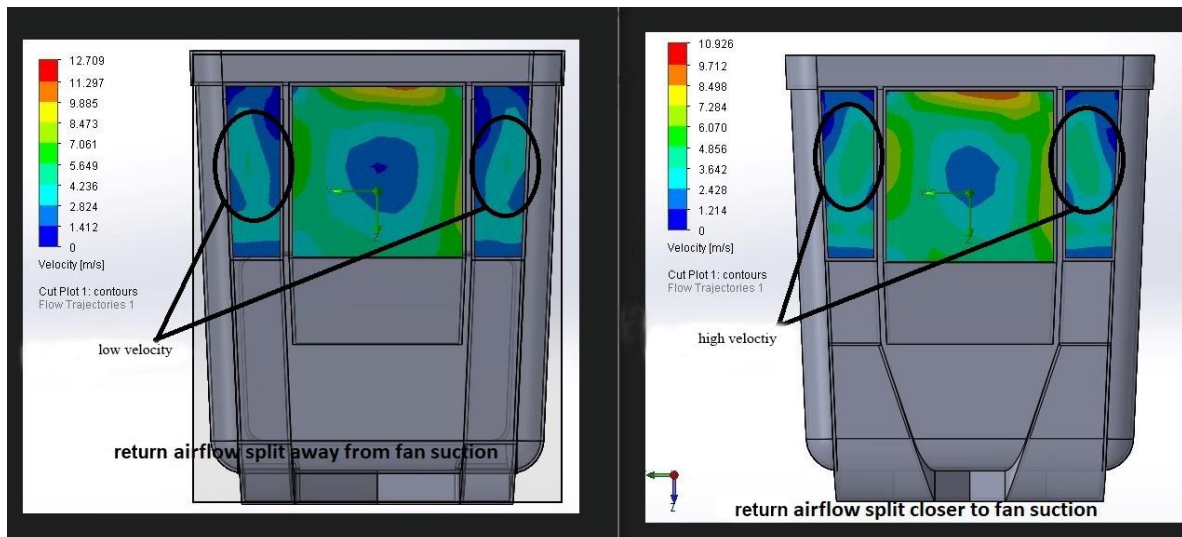 12.709
11.297
9.885
8.473
7.061
5.649
4.236
2.824
1.412
0
Velocity [m/s]
Cut Plot 1: contours
Flow Trajectories 1
low velocity
return airflow split away from fan suction
10.926
9.712
8.498
7.284
6.070
4.856
3.642
2.428
1.214
0
Velocity [m/s]
Cut Plot 1: contours
Flow Trajectories 1
high veloctiy
Z
return airflow split closer to fan suction